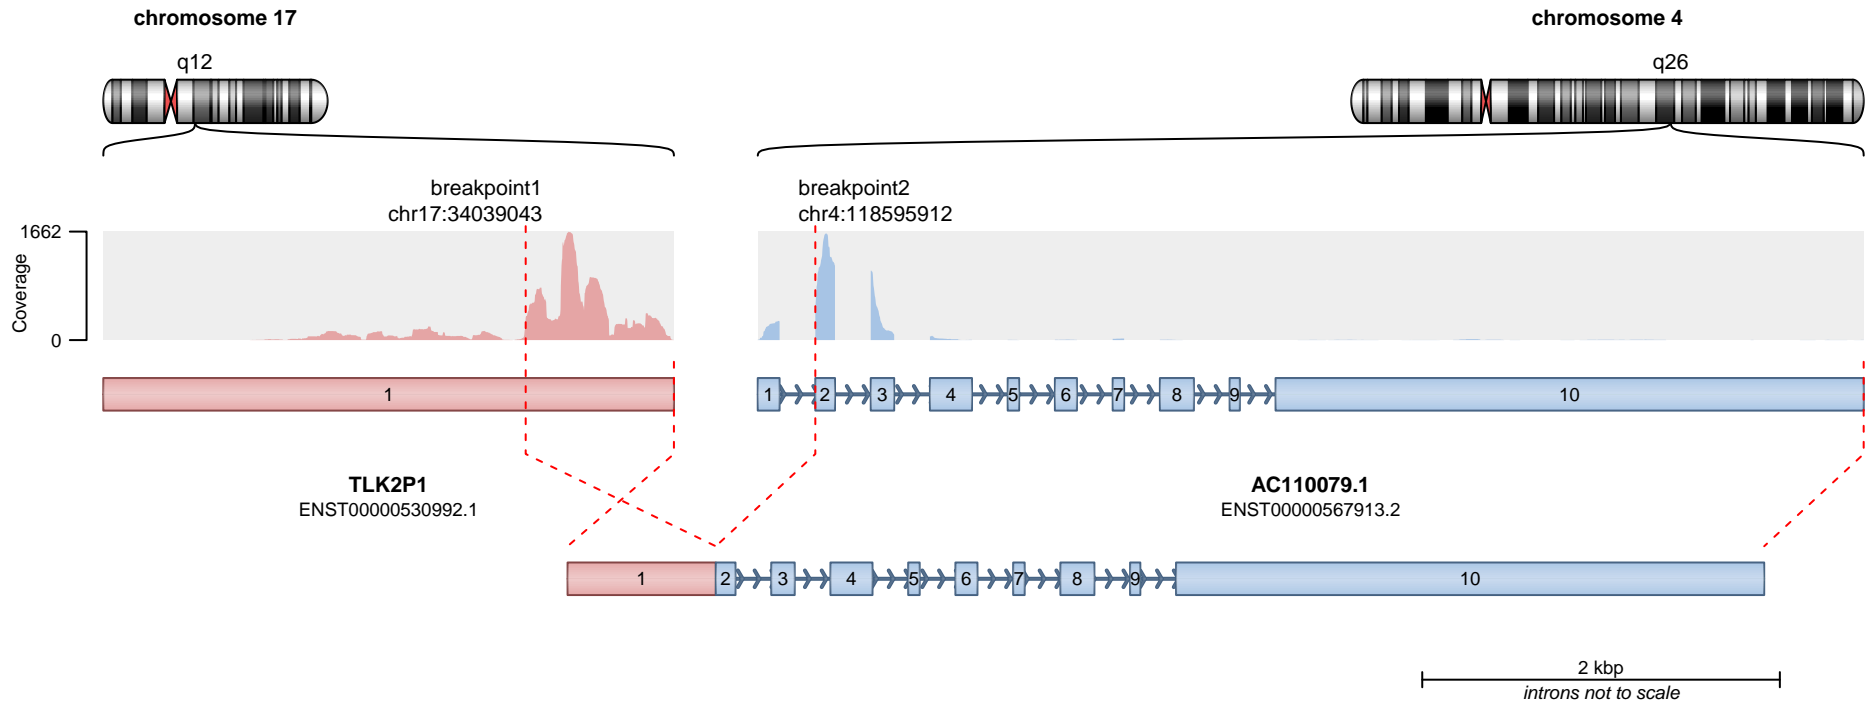 chromosome 17
chromosome 4
q12
q26
breakpoint1
chr17:34039043
breakpoint2
chr4:118595912
1662
Coverage
0
1
1 2 3 4 5 6 7 8 9 10
TLK2P1
ENST00000530992.1
AC110079.1
ENST00000567913.2
1 2 3 4 5 6 7 8 9 10
2 kbp
introns not to scale